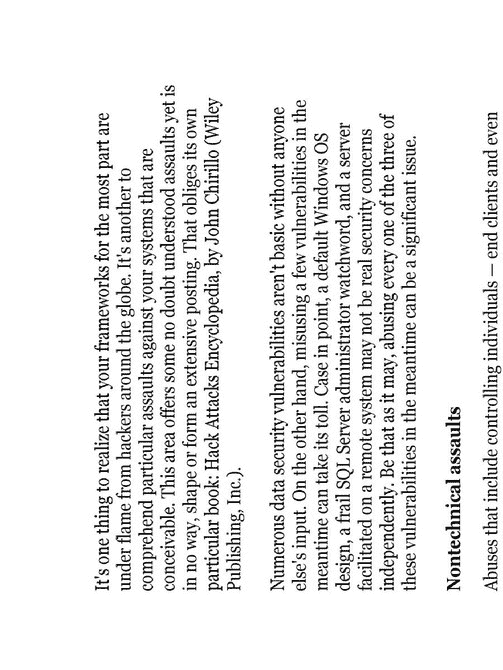 It's one thing to realize that your frameworks for the most part are
under flame from hackers around the globe. It's another to
comprehend particular assaults against your systems that are
conceivable. This area offers some no doubt understood assaults yet is
in no way, shape or form an extensive posting. That obliges its own
particular book: Hack Attacks Encyclopedia, by John Chirillo (Wiley
Publishing, Inc.).
Numerous data security vulnerabilities aren't basic without anyone
else's input. On the other hand, misusing a few vulnerabilities in the
meantime can take its toll. Case in point, a default Windows OS
design, a frail SQL Server administrator watchword, and a server
facilitated on a remote system may not be real security concerns
independently. Be that as it may, abusing every one of the three of
these vulnerabilities in the meantime can be a significant issue.
Nontechnical assaults
Abuses that include controlling individuals — end clients and even